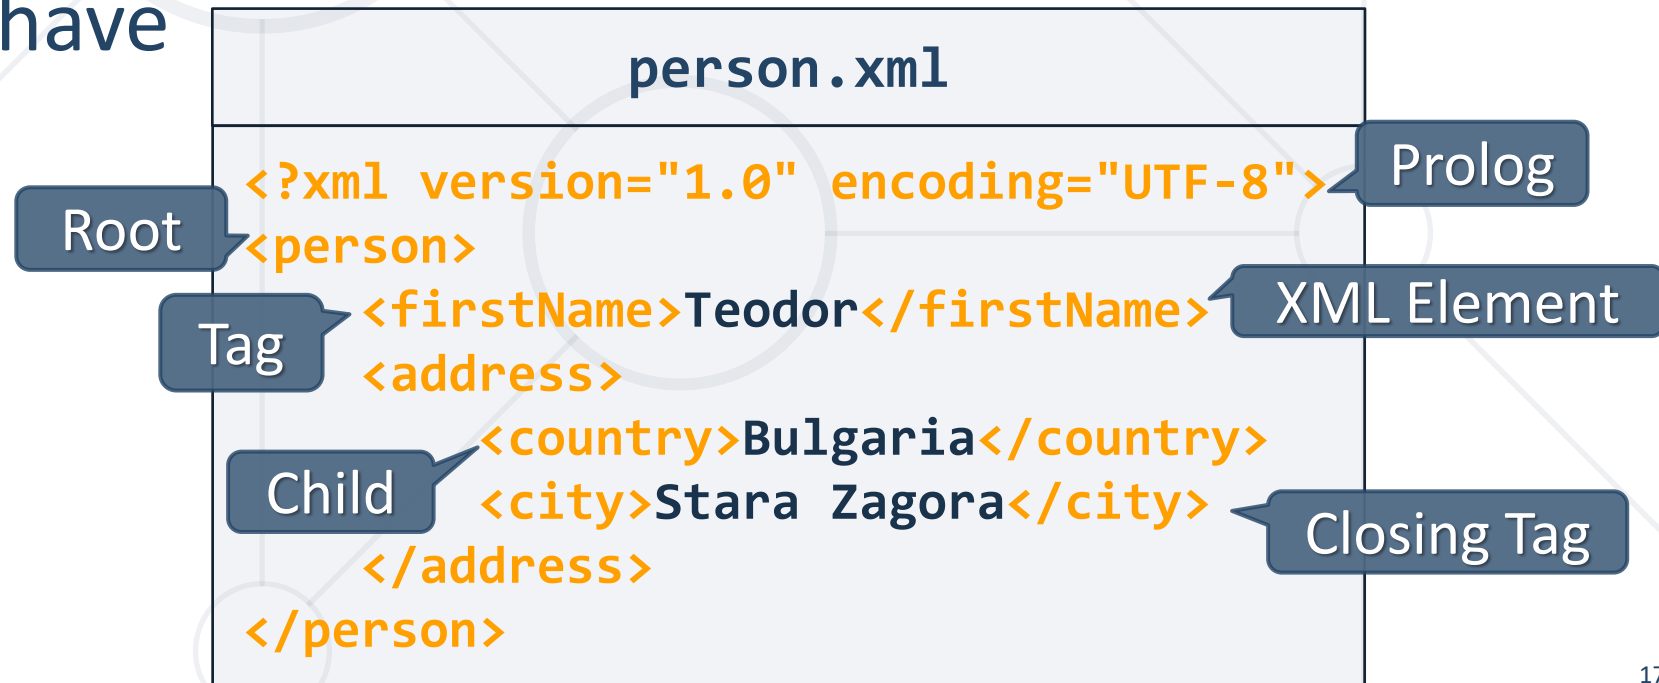 have
person.xml
<?xml version="1.0" encoding="UTF-8">
Prolog
Root
<person>
<firstName>Teodor</firstName>
XML Element
Tag
<address>
<country>Bulgaria</country>
Child
<city>Stara Zagora</city>
Closing Tag
</address>
</person>
17